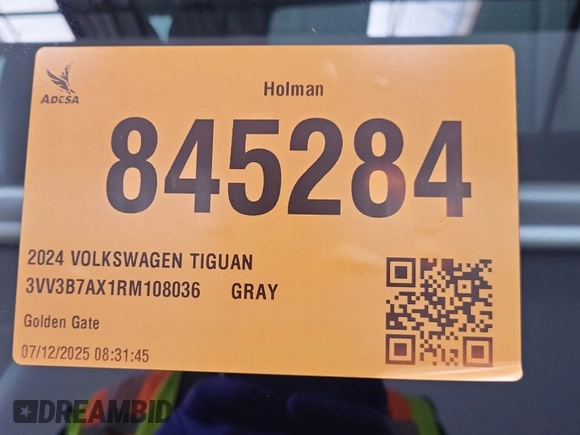 ADESA
Holman
845284
2024 VOLKSWAGEN TIGUAN
3VV3B7AX1RM108036 GRAY
Golden Gate
07/12/2025 08:31:45
DREAMBID